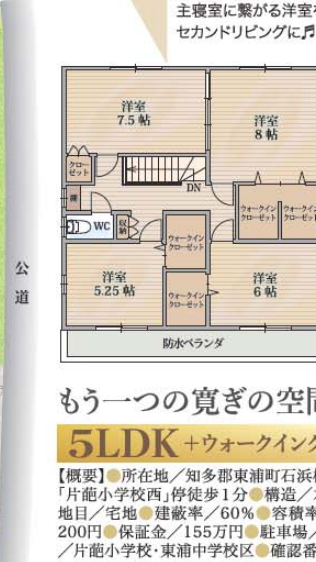 主寝室に繋がる洋室を
セカンドリビングに♬
洋室
7.5 帖
洋室
8 帖
クロー
ゼット
棚
DN
WC
収納
ウォークイン
クローゼット
ウォークイン
クローゼット
ウォークイン
クローゼット
公道
洋室
5.25 帖
ウォークイン
クローゼット
洋室
6 帖
防水ベランダ
もう一つの寛ぎの空間
5LDK +ウォークインク
【概要】●所在地/知多郡東浦町石浜
「片葩小学校西」停徒歩1分●構造/
地目/宅地●建蔽率/60%●容積率
200円●保証金/155万円●駐車場/
/片葩小学校・東浦中学校区●確認番